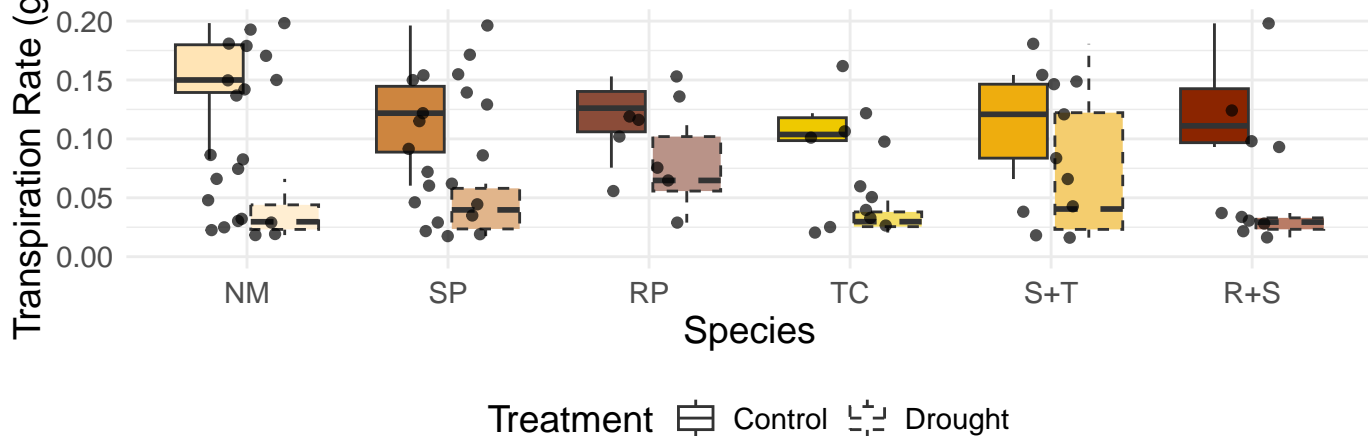 Transpiration Rate (g
0.20
0.15
0.10
0.05
0.00
NM SP RP TC S+T R+S
Species
Treatment Control Drought